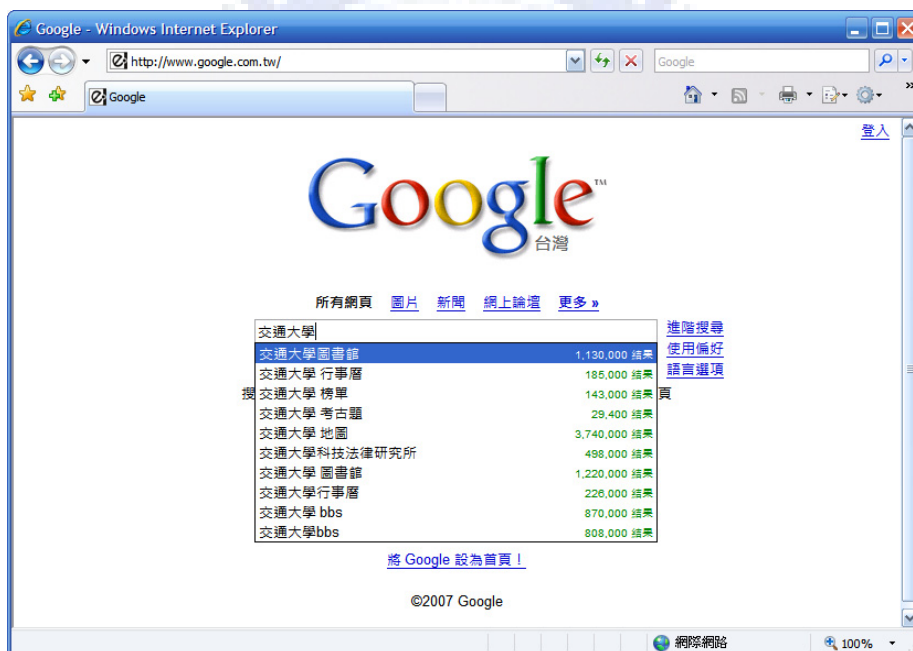 Google - Windows Internet Explorer
http://www.google.com.tw/
Google
Google
登入
Google™
台灣
所有網頁 圖片 新聞 網上論壇 更多 »
交通大學 進階搜尋
交通大學圖書館 1,130,000 結果 使用偏好
交通大學 行事曆 185,000 結果 語言選項
搜 交通大學 榜單 143,000 結果 頁
交通大學 考古題 29,400 結果
交通大學 地圖 3,740,000 結果
交通大學科技法律研究所 498,000 結果
交通大學 圖書館 1,220,000 結果
交通大學行事曆 226,000 結果
交通大學 bbs 870,000 結果
交通大學bbs 808,000 結果
將 Google 設為首頁！
©2007 Google
網際網路 100%